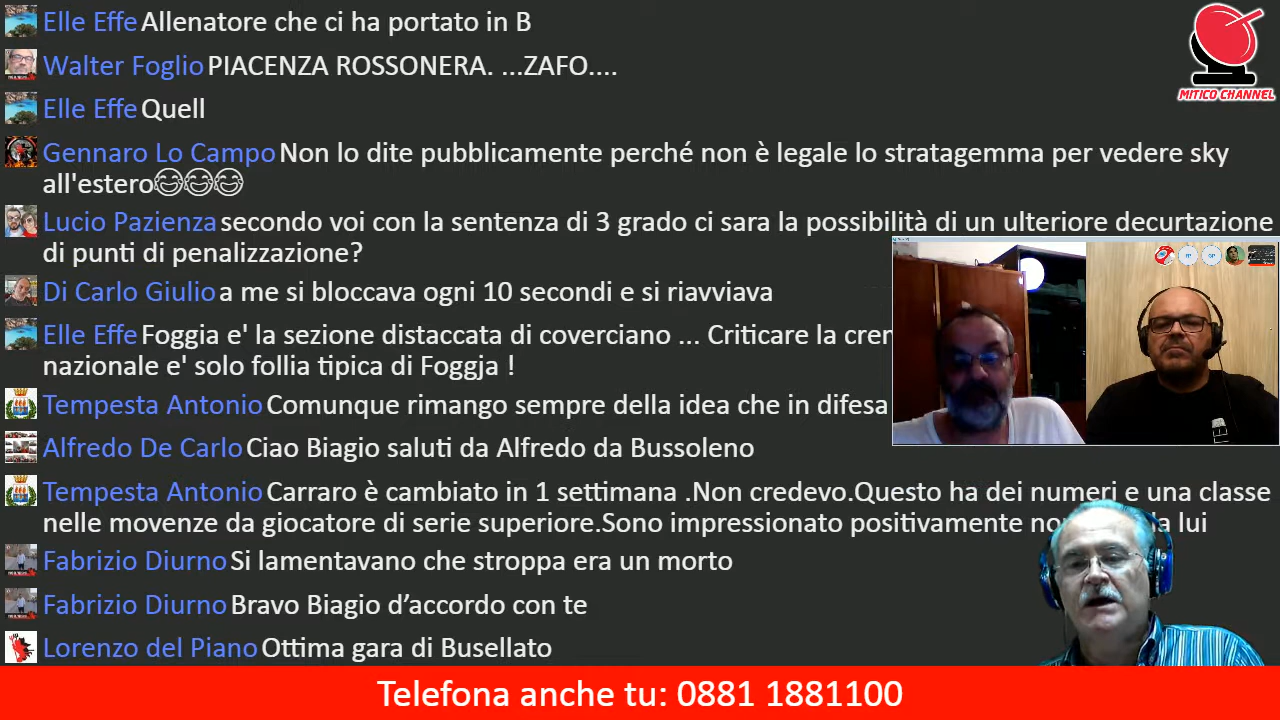 Elle Effe Allenatore che ci ha portato in B
MITICO CHANNEL
Walter Foglio PIACENZA ROSSONERA. ...ZAFO....
Elle Effe Quell
Gennaro Lo Campo Non lo dite pubblicamente perché non è legale lo stratagemma per vedere sky
all'estero😂😂😂
Lucio Pazienza secondo voi con la sentenza di 3 grado ci sara la possibilità di un ulteriore decurtazione
di punti di penalizzazione?
Di Carlo Giulio a me si bloccava ogni 10 secondi e si riavviava
Elle Effe Foggia e' la sezione distaccata di coverciano ... Criticare la
nazionale e' solo follia tipica di Foggja !
Tempesta Antonio Comunque rimango sempre della idea che in difesa
Alfredo De Carlo Ciao Biagio saluti da Alfredo da Bussoleno
Tempesta Antonio Carraro è cambiato in 1 settimana .Non credevo.Questo ha dei numeri e una classe
nelle movenze da giocatore di serie superiore.Sono impressionato positivamente lui
Fabrizio Diurno Si lamentavano che stroppa era un morto
Fabrizio Diurno Bravo Biagio d’accordo con te
Lorenzo del Piano Ottima gara di Busellato
Telefona anche tu: 0881 1881100